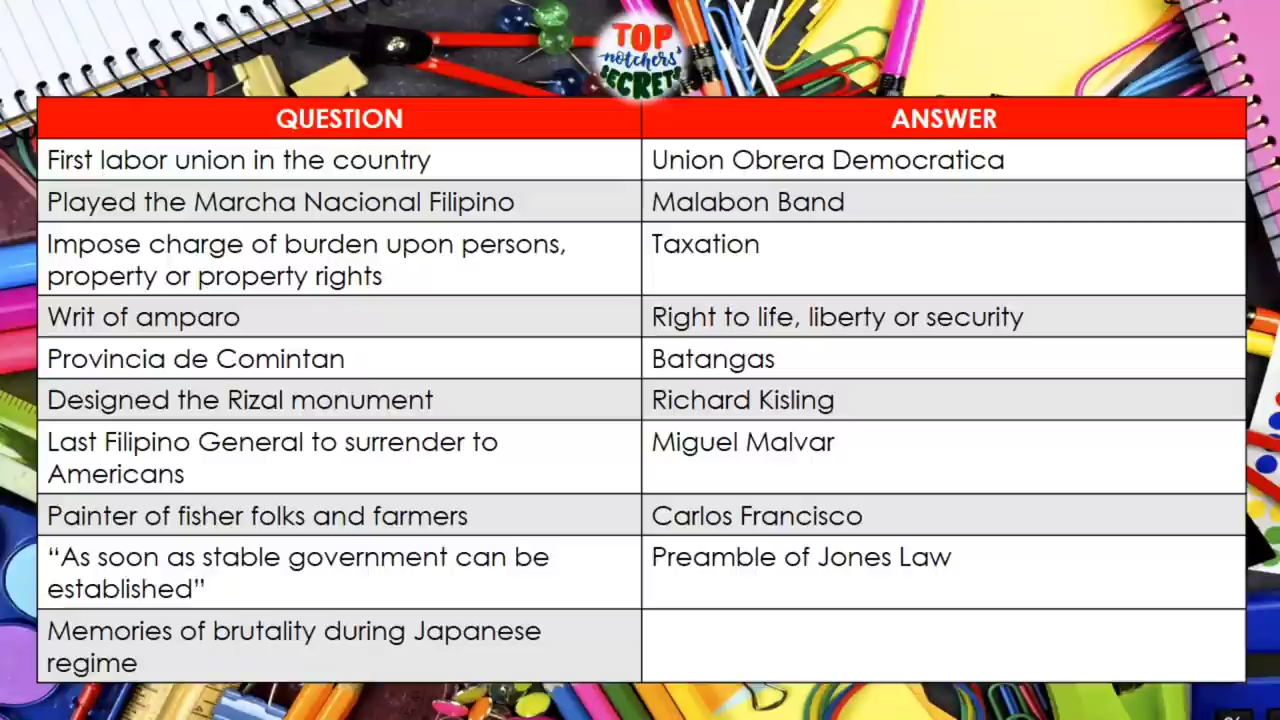 TOP
notchers'
SECRETS
QUESTION
ANSWER
First labor union in the country
Union Obrera Democratica
Played the Marcha Nacional Filipino
Malabon Band
Impose charge of burden upon persons,
property or property rights
Taxation
Writ of amparo
Right to life, liberty or security
Provincia de Comintan
Batangas
Designed the Rizal monument
Richard Kisling
Last Filipino General to surrender to
Americans
Miguel Malvar
Painter of fisher folks and farmers
Carlos Francisco
“As soon as stable government can be
established”
Preamble of Jones Law
Memories of brutality during Japanese
regime